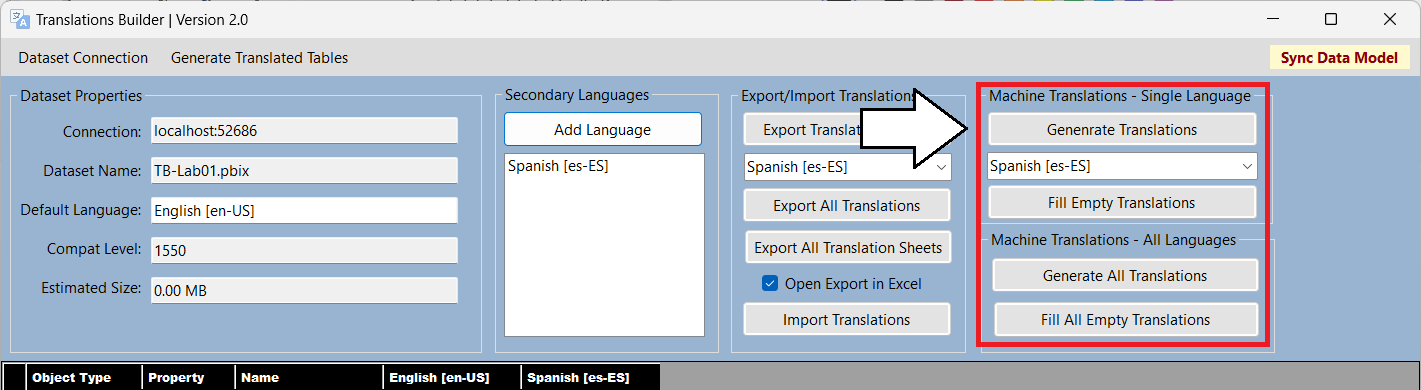 Translations Builder | Version 2.0
Dataset Connection Generate Translated Tables Sync Data Model
Dataset Properties
Connection: localhost:52686
Dataset Name: TB-Lab01.pbix
Default Language: English [en-US]
Compat Level: 1550
Estimated Size: 0.00 MB
Secondary Languages
Add Language
Spanish [es-ES]
Export/Import Translations
Export
Spanish [es-ES]
Export All Translations
Export All Translation Sheets
Open Export in Excel
Import Translations
Machine Translations - Single Language
Genenrate Translations
Spanish [es-ES]
Fill Empty Translations
Machine Translations - All Languages
Generate All Translations
Fill All Empty Translations
Object Type Property Name English [en-US] Spanish [es-ES]